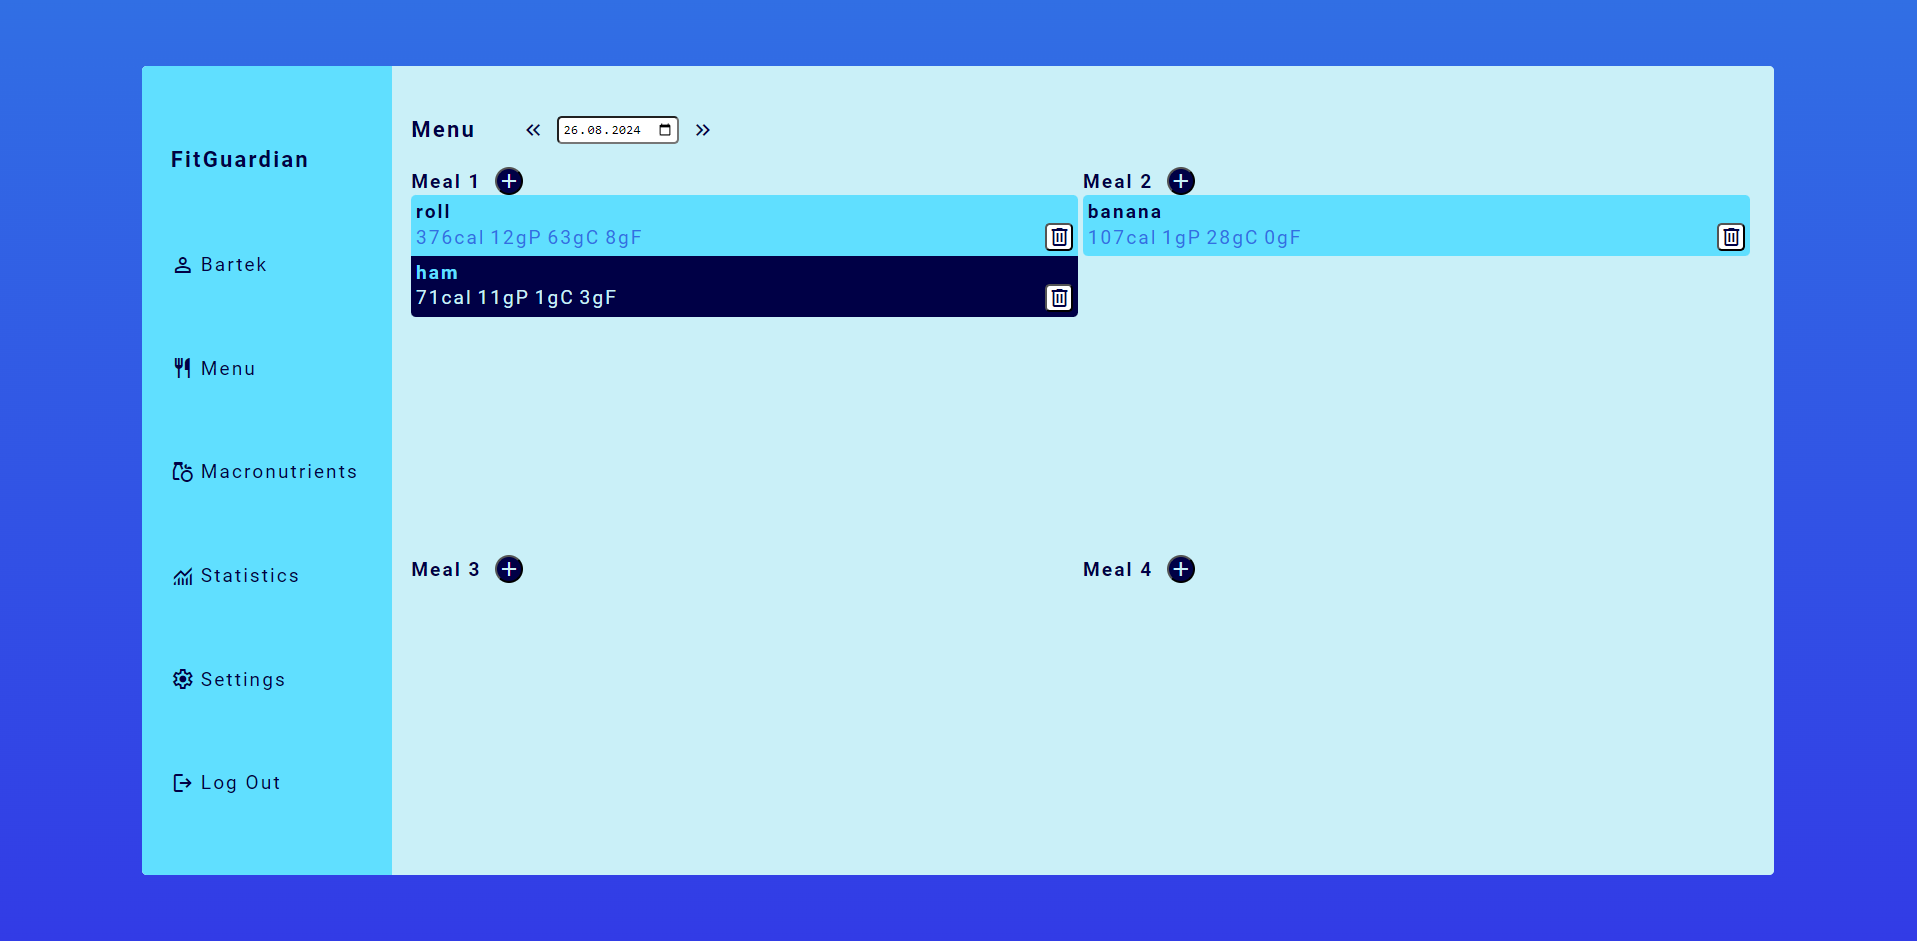 FitGuardian
Bartek
Menu
Macronutrients
Statistics
Settings
Log Out
Menu
26.08.2024
Meal 1
roll
376cal 12gP 63gC 8gF
ham
71cal 11gP 1gC 3gF
Meal 2
banana
107cal 1gP 28gC 0gF
Meal 3
Meal 4